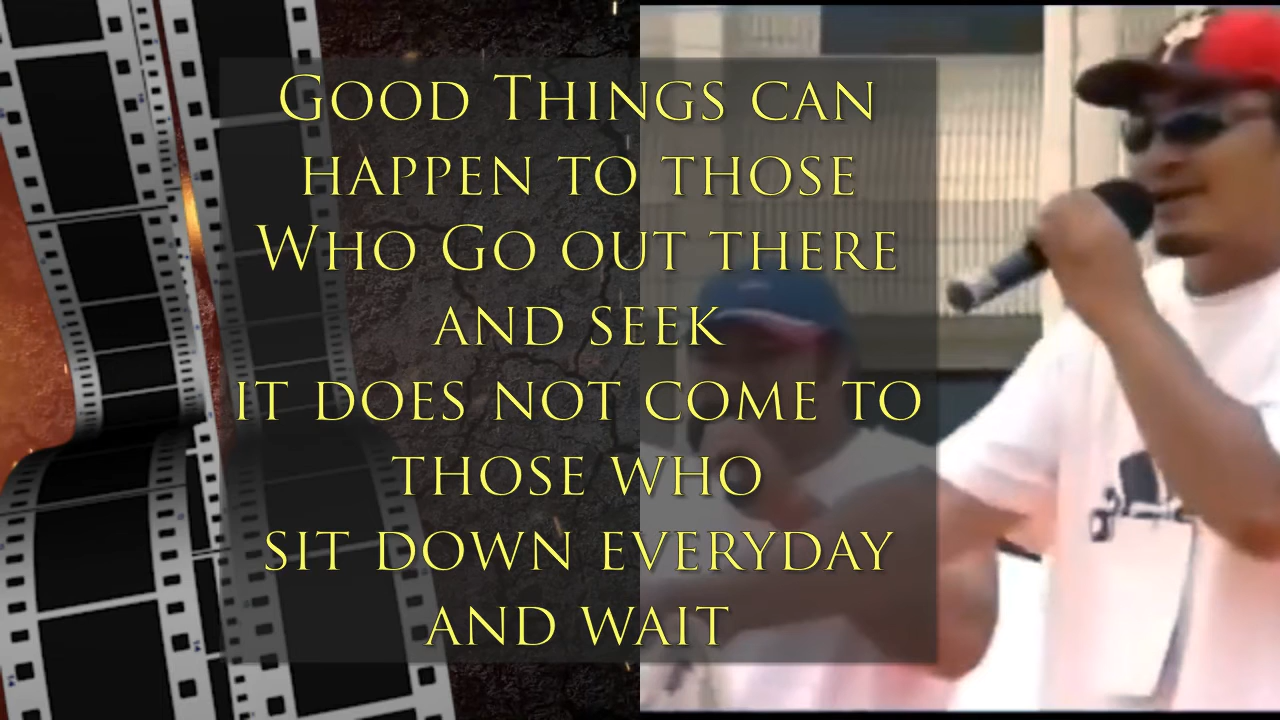 Good Things can
happen to those
Who Go out there
and seek
it does not come to
those who
sit down everyday
and wait